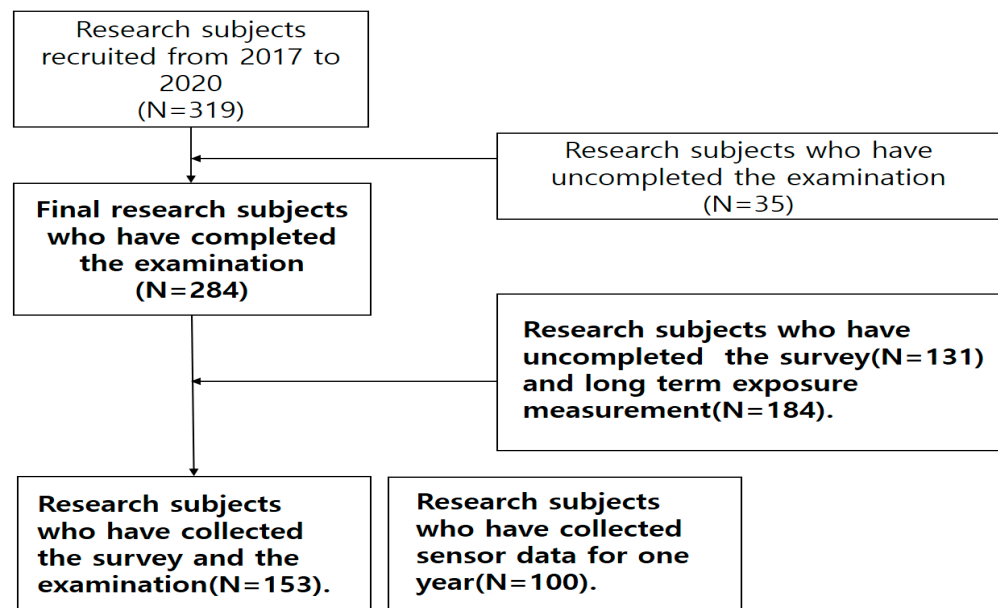 Research subjects
recruited from 2017 to
2020
(N=319)
Research subjects who have
uncompleted the examination
(N=35)
Final research subjects
who have completed
the examination
(N=284)
Research subjects who have
uncompleted the survey(N=131)
and long term exposure
measurement(N=184).
Research subjects
who have collected
the survey and the
examination(N=153).
Research subjects
who have collected
sensor data for one
year(N=100).